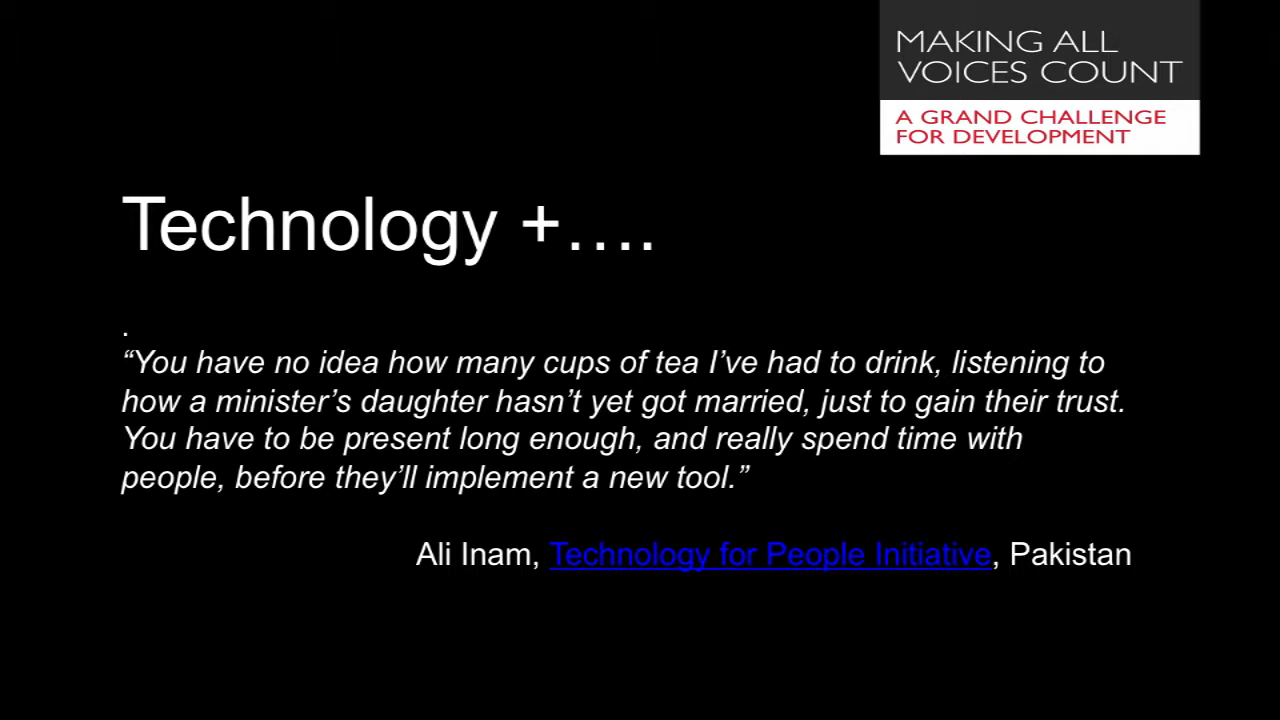 MAKING ALL
VOICES COUNT
A GRAND CHALLENGE
FOR DEVELOPMENT
Technology +….
.
“You have no idea how many cups of tea I’ve had to drink, listening to
how a minister’s daughter hasn’t yet got married, just to gain their trust.
You have to be present long enough, and really spend time with
people, before they’ll implement a new tool.”
Ali Inam, Technology for People Initiative, Pakistan